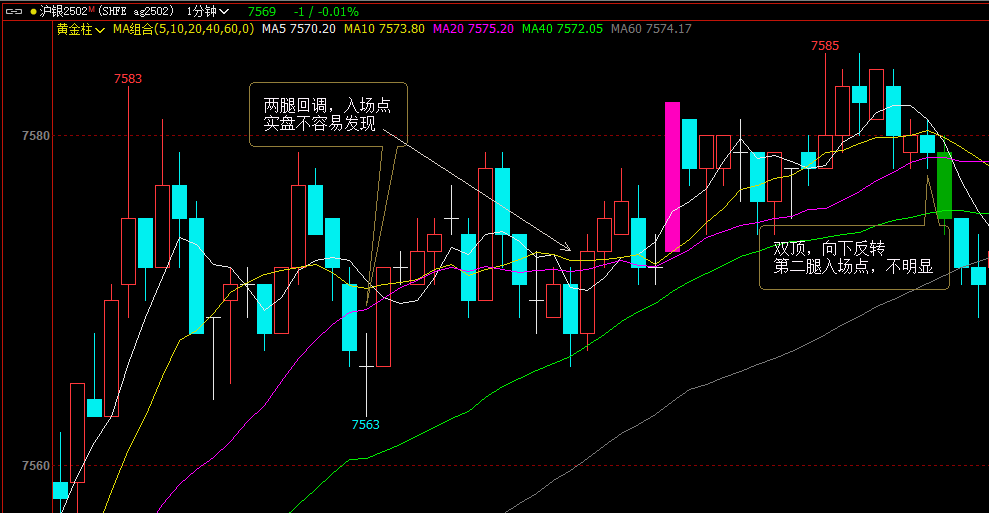 沪银2502M (SHFE ag2502) 1分钟 7569 -1 / -0.01%
黄金柱 MA组合(5,10,20,40,60,0) MA5 7570.20 MA10 7573.80 MA20 7575.20 MA40 7572.05 MA60 7574.17
7585
7583
两腿回调，入场点
实盘不容易发现
7580
双顶，向下反转
第二腿入场点，不明显
7563
7560